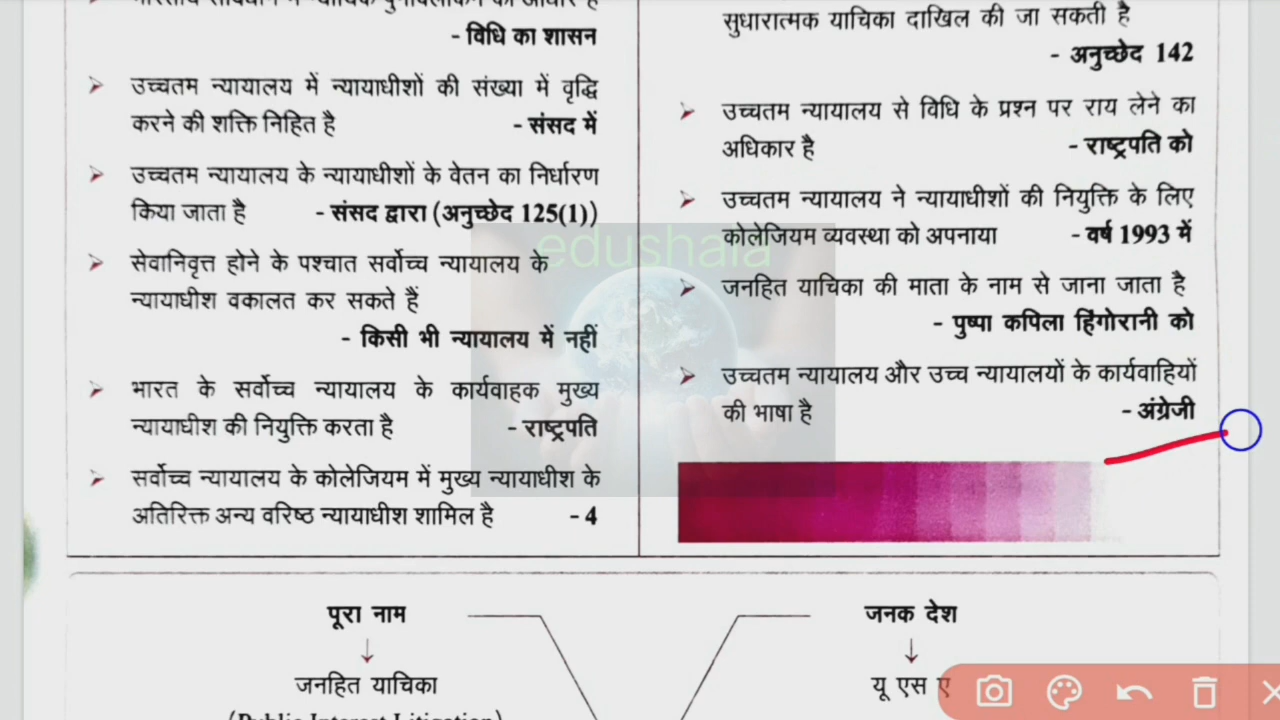 - विधि का शासन
➢ उच्चतम न्यायालय में न्यायाधीशों की संख्या में वृद्धि
करने की शक्ति निहित है - संसद में
➢ उच्चतम न्यायालय के न्यायाधीशों के वेतन का निर्धारण
किया जाता है - संसद द्वारा (अनुच्छेद 125(1))
➢ सेवानिवृत्त होने के पश्चात सर्वोच्च न्यायालय के
न्यायाधीश वकालत कर सकते हैं
- किसी भी न्यायालय में नहीं
➢ भारत के सर्वोच्च न्यायालय के कार्यवाहक मुख्य
न्यायाधीश की नियुक्ति करता है - राष्ट्रपति
➢ सर्वोच्च न्यायालय के कोलेजियम में मुख्य न्यायाधीश के
अतिरिक्त अन्य वरिष्ठ न्यायाधीश शामिल है - 4
सुधारात्मक याचिका दाखिल की जा सकती है
- अनुच्छेद 142
➢ उच्चतम न्यायालय से विधि के प्रश्न पर राय लेने का
अधिकार है - राष्ट्रपति को
➢ उच्चतम न्यायालय ने न्यायाधीशों की नियुक्ति के लिए
कोलेजियम व्यवस्था को अपनाया - वर्ष 1993 में
➢ जनहित याचिका की माता के नाम से जाना जाता है
- पुष्पा कपिला हिंगोरानी को
➢ उच्चतम न्यायालय और उच्च न्यायालयों के कार्यवाहियों
की भाषा है - अंग्रेजी
edushala
पूरा नाम
↓
जनहित याचिका
(Public Interest Litigation)
जनक देश
↓
यू एस ए